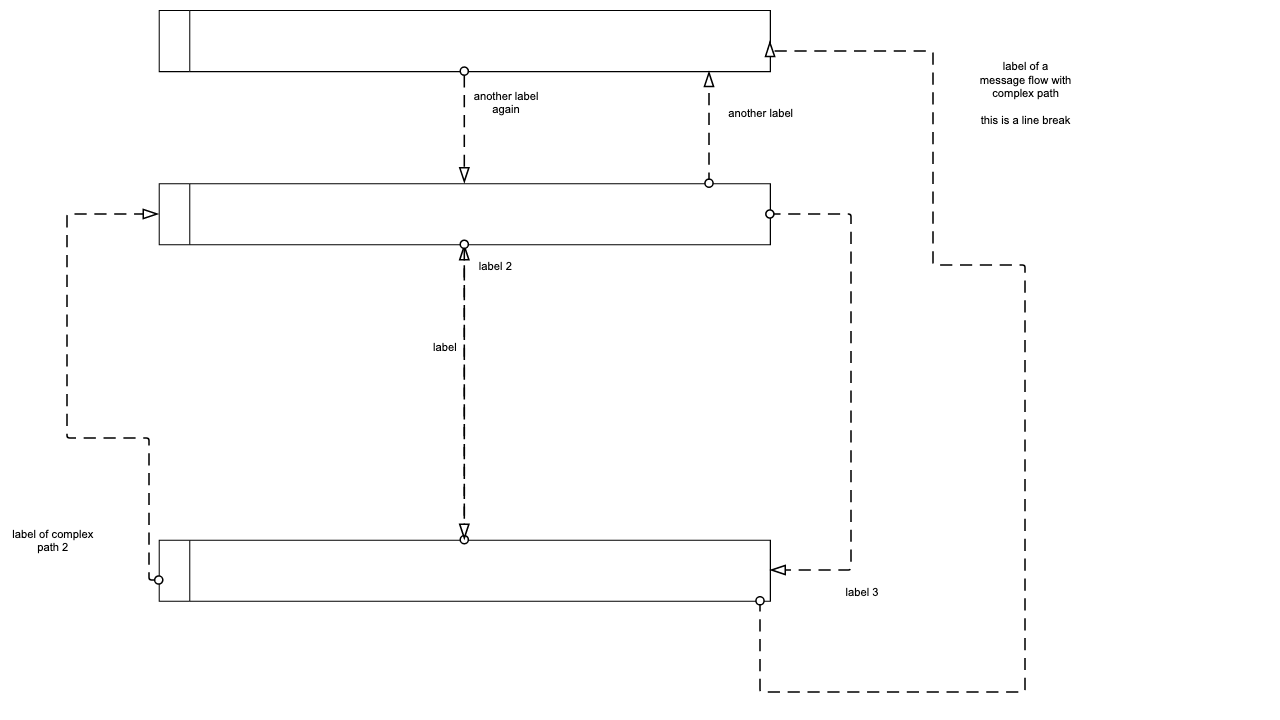 label of a
message flow with
complex path
this is a line break
another label
again
another label
label 2
label
label of complex
path 2
label 3